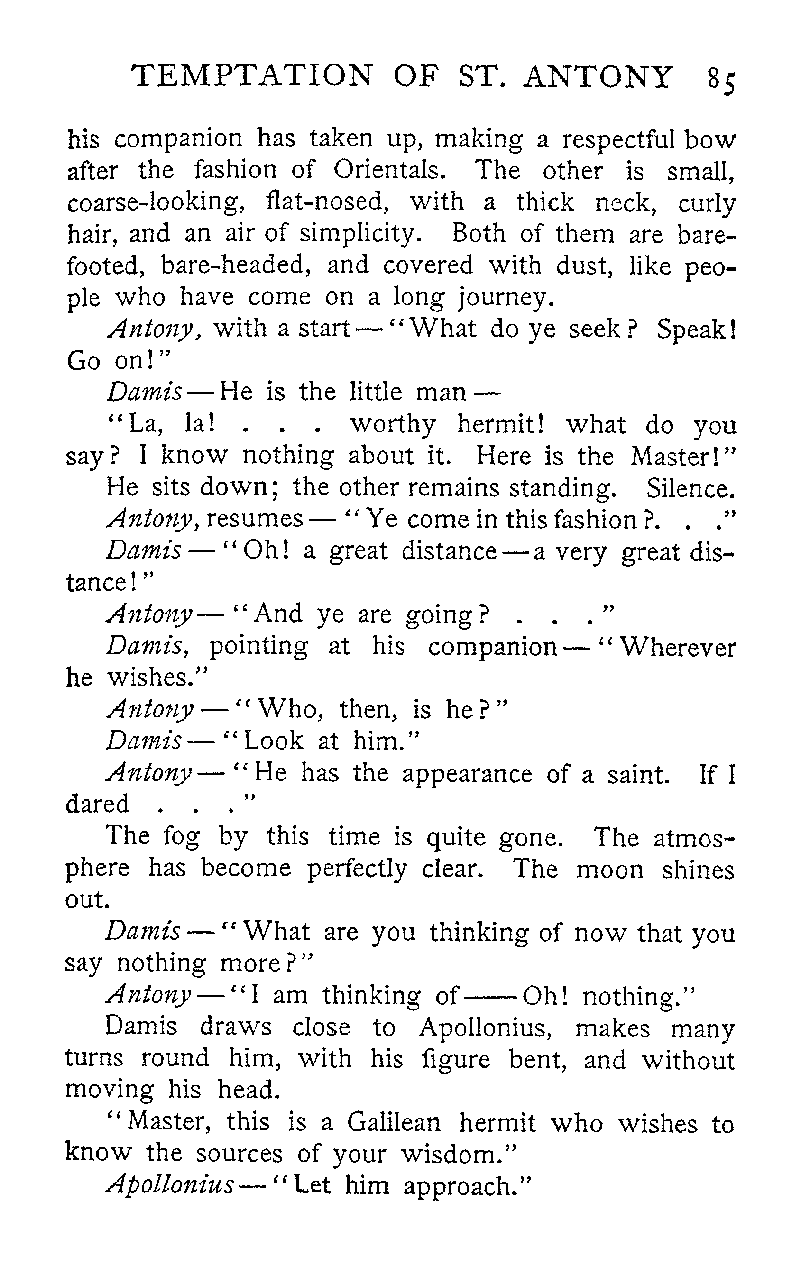 TEMPTATION OF ST. ANTONY 85
his companion has taken up, making a respectful bow
after the fashion of Orientals. The other is small,
coarse-looking, flat-nosed, with a thick neck, curly
hair, and an air of simplicity. Both of them are bare-
footed, bare-headed, and covered with dust, like peo-
ple who have come on a long journey.
Antony, with a start — “What do ye seek? Speak!
Go on!”
Damis — He is the little man —
“La, la! . . . worthy hermit! what do you
say? I know nothing about it. Here is the Master!”
He sits down; the other remains standing. Silence.
Antony, resumes — “Ye come in this fashion?. . .”
Damis — “Oh! a great distance — a very great dis-
tance!”
Antony — “And ye are going? . . .”
Damis, pointing at his companion — “Wherever
he wishes.”
Antony — “Who, then, is he?”
Damis — “Look at him.”
Antony — “He has the appearance of a saint. If I
dared . . .”
The fog by this time is quite gone. The atmos-
phere has become perfectly clear. The moon shines
out.
Damis — “What are you thinking of now that you
say nothing more?”
Antony — “I am thinking of —— Oh! nothing.”
Damis draws close to Apollonius, makes many
turns round him, with his figure bent, and without
moving his head.
“Master, this is a Galilean hermit who wishes to
know the sources of your wisdom.”
Apollonius — “Let him approach.”